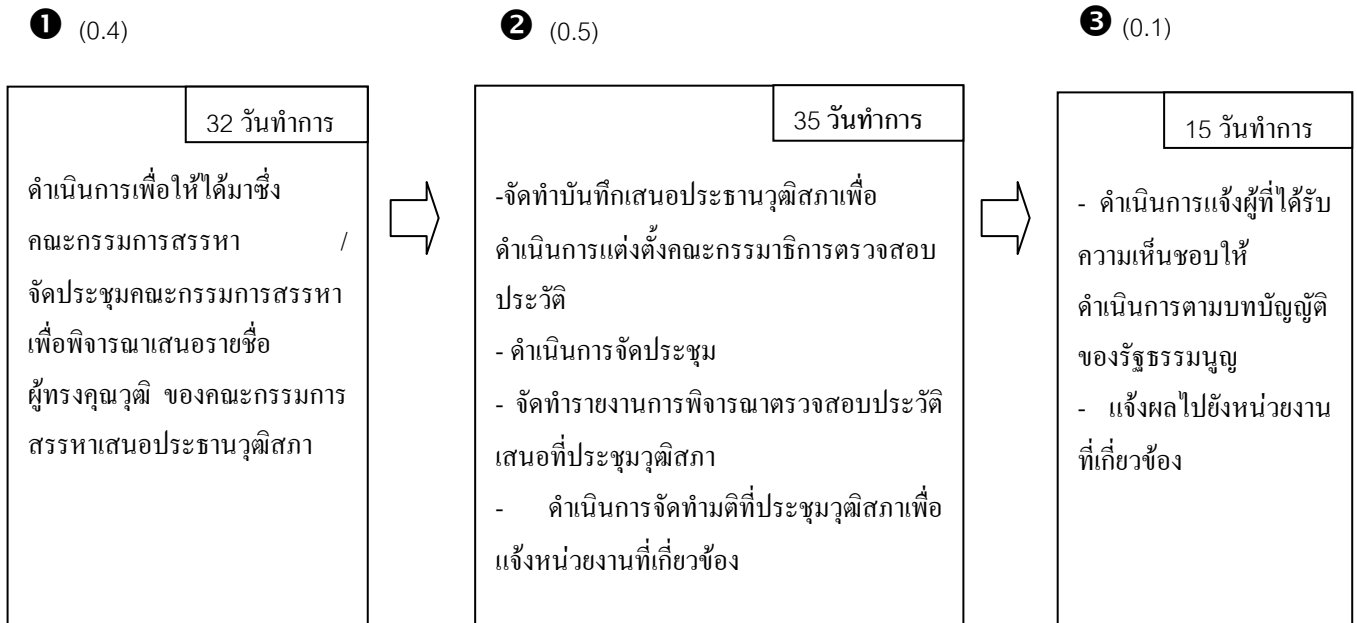 ❶ (0.4)
32 วันทำการ
ดำเนินการเพื่อให้ได้มาซึ่ง
คณะกรรมการสรรหา /
จัดประชุมคณะกรรมการสรรหา
เพื่อพิจารณาเสนอรายชื่อ
ผู้ทรงคุณวุฒิ ของคณะกรรมการ
สรรหาเสนอประธานวุฒิสภา
❷ (0.5)
35 วันทำการ
-จัดทำบันทึกเสนอประธานวุฒิสภาเพื่อ
ดำเนินการแต่งตั้งคณะกรรมาธิการตรวจสอบ
ประวัติ
- ดำเนินการจัดประชุม
- จัดทำรายงานการพิจารณาตรวจสอบประวัติ
เสนอที่ประชุมวุฒิสภา
- ดำเนินการจัดทำมติที่ประชุมวุฒิสภาเพื่อ
แจ้งหน่วยงานที่เกี่ยวข้อง
❸ (0.1)
15 วันทำการ
- ดำเนินการแจ้งผู้ที่ได้รับ
ความเห็นชอบให้
ดำเนินการตามบทบัญญัติ
ของรัฐธรรมนูญ
- แจ้งผลไปยังหน่วยงาน
ที่เกี่ยวข้อง